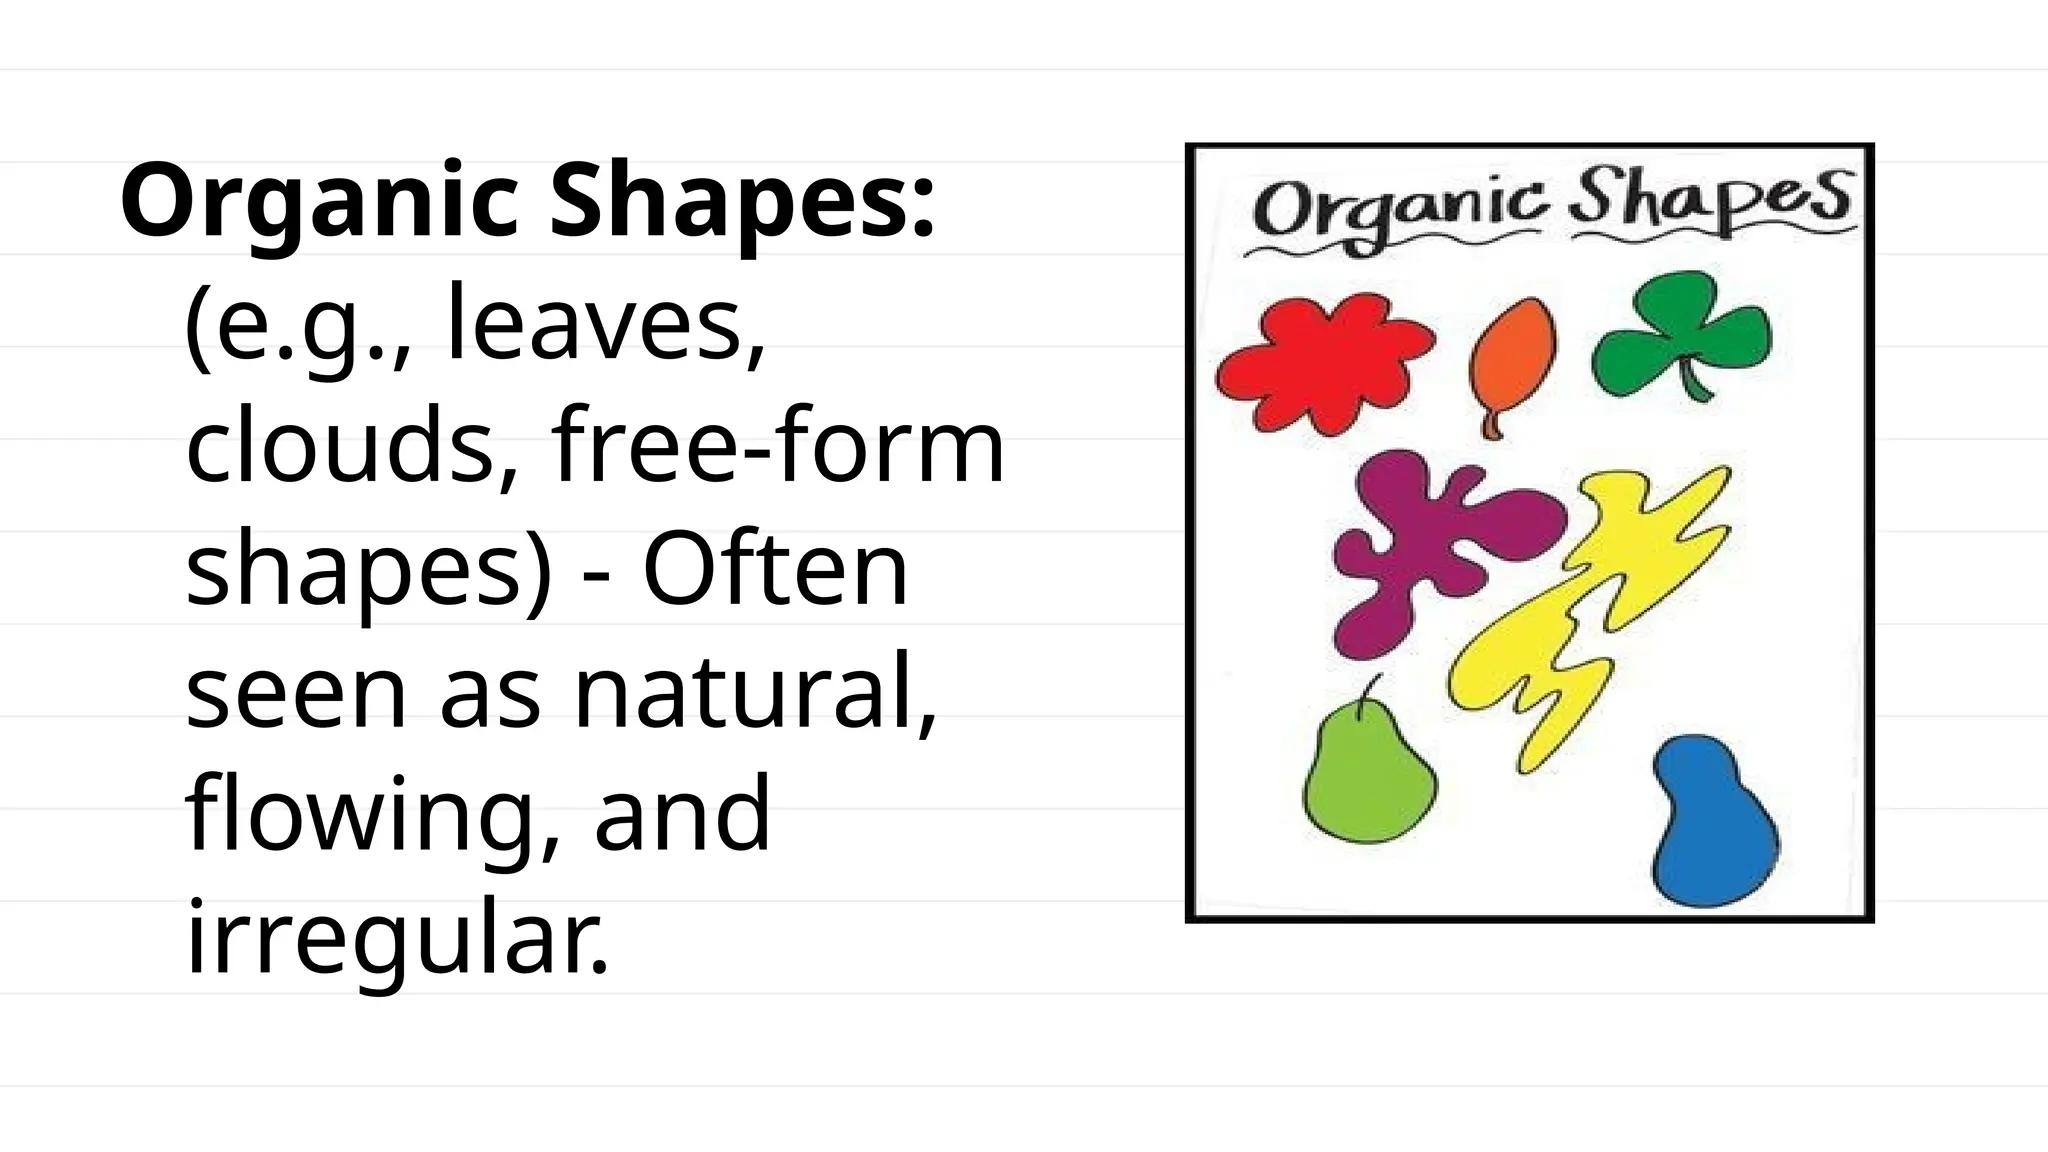 Organic Shapes:
(e.g., leaves,
clouds, free-form
shapes) - Often
seen as natural,
flowing, and
irregular.
Organic Shapes